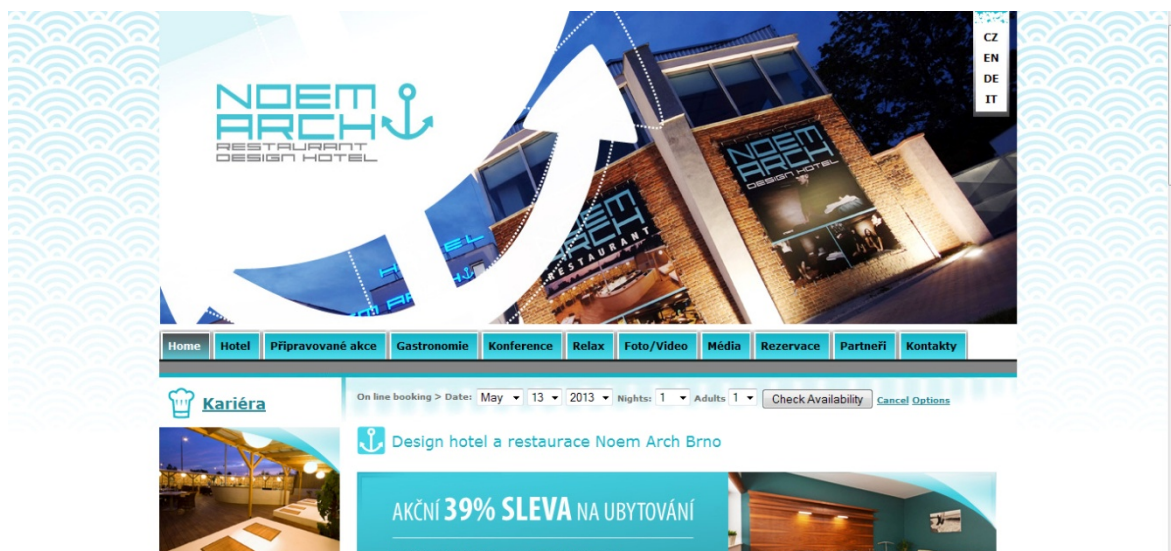 CZ
EN
DE
IT
NOEM
ARCH
RESTAURANT
DESIGN HOTEL
NOEM
ARCH
DESIGN HOTEL
NOEM
ARCH
RESTAURANT
Home Hotel Připravované akce Gastronomie Konference Relax Foto/Video Média Rezervace Partneři Kontakty
Kariéra
On line booking > Date: May 13 2013 Nights: 1 Adults 1 Check Availability Cancel Options
Design hotel a restaurace Noem Arch Brno
AKČNÍ 39% SLEVA NA UBYTOVÁNÍ